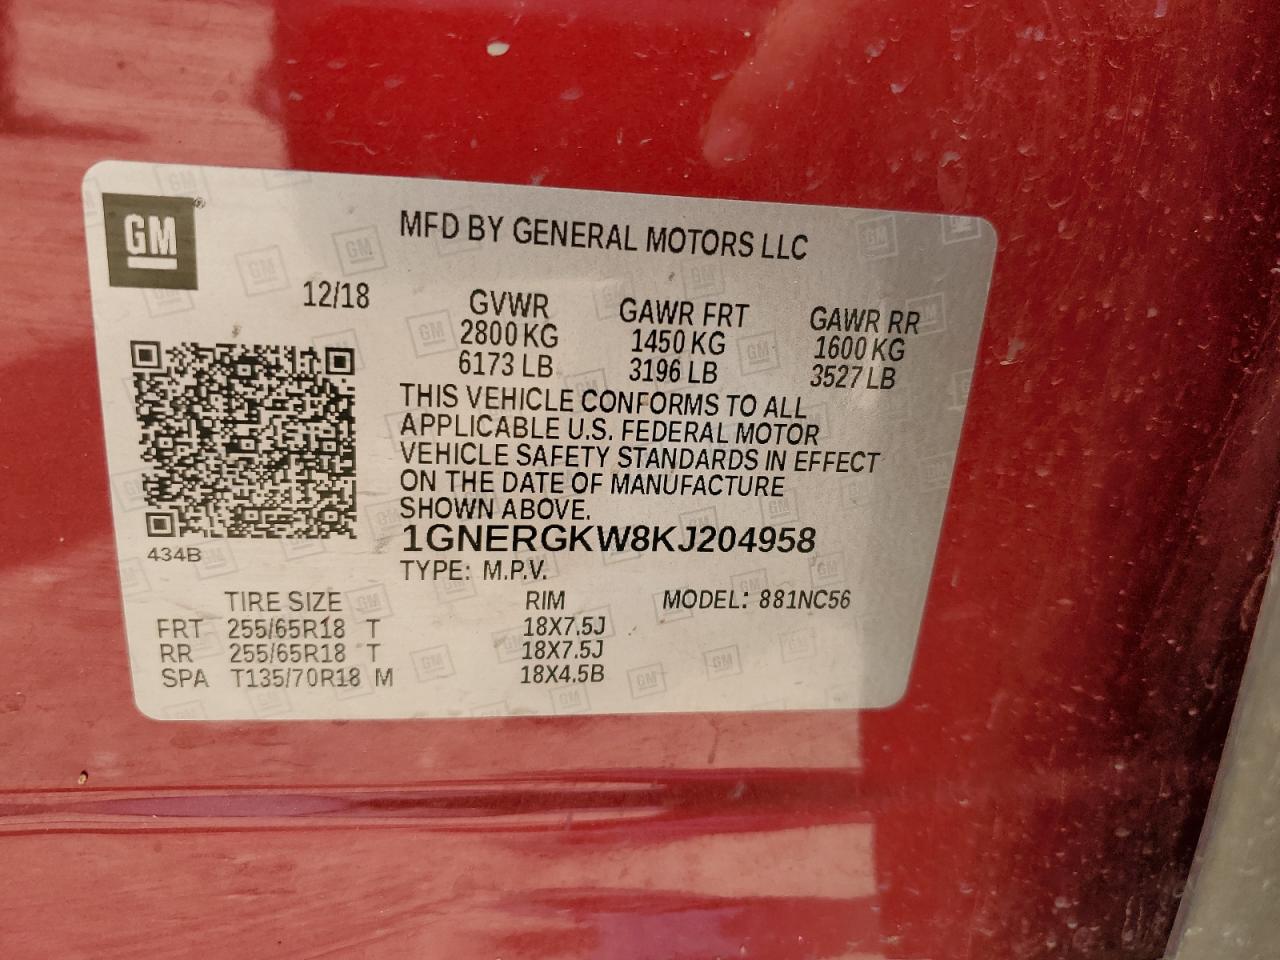 GM
MFD BY GENERAL MOTORS LLC
12/18 GVWR GAWR FRT GAWR RR
2800 KG 1450 KG 1600 KG
6173 LB 3196 LB 3527 LB
THIS VEHICLE CONFORMS TO ALL
APPLICABLE U.S. FEDERAL MOTOR
VEHICLE SAFETY STANDARDS IN EFFECT
ON THE DATE OF MANUFACTURE
SHOWN ABOVE.
1GNERGKW8KJ204958
434B
TYPE: M.P.V.
TIRE SIZE RIM MODEL: 881NC56
FRT 255/65R18 T 18X7.5J
RR 255/65R18 T 18X7.5J
SPA T135/70R18 M 18X4.5B